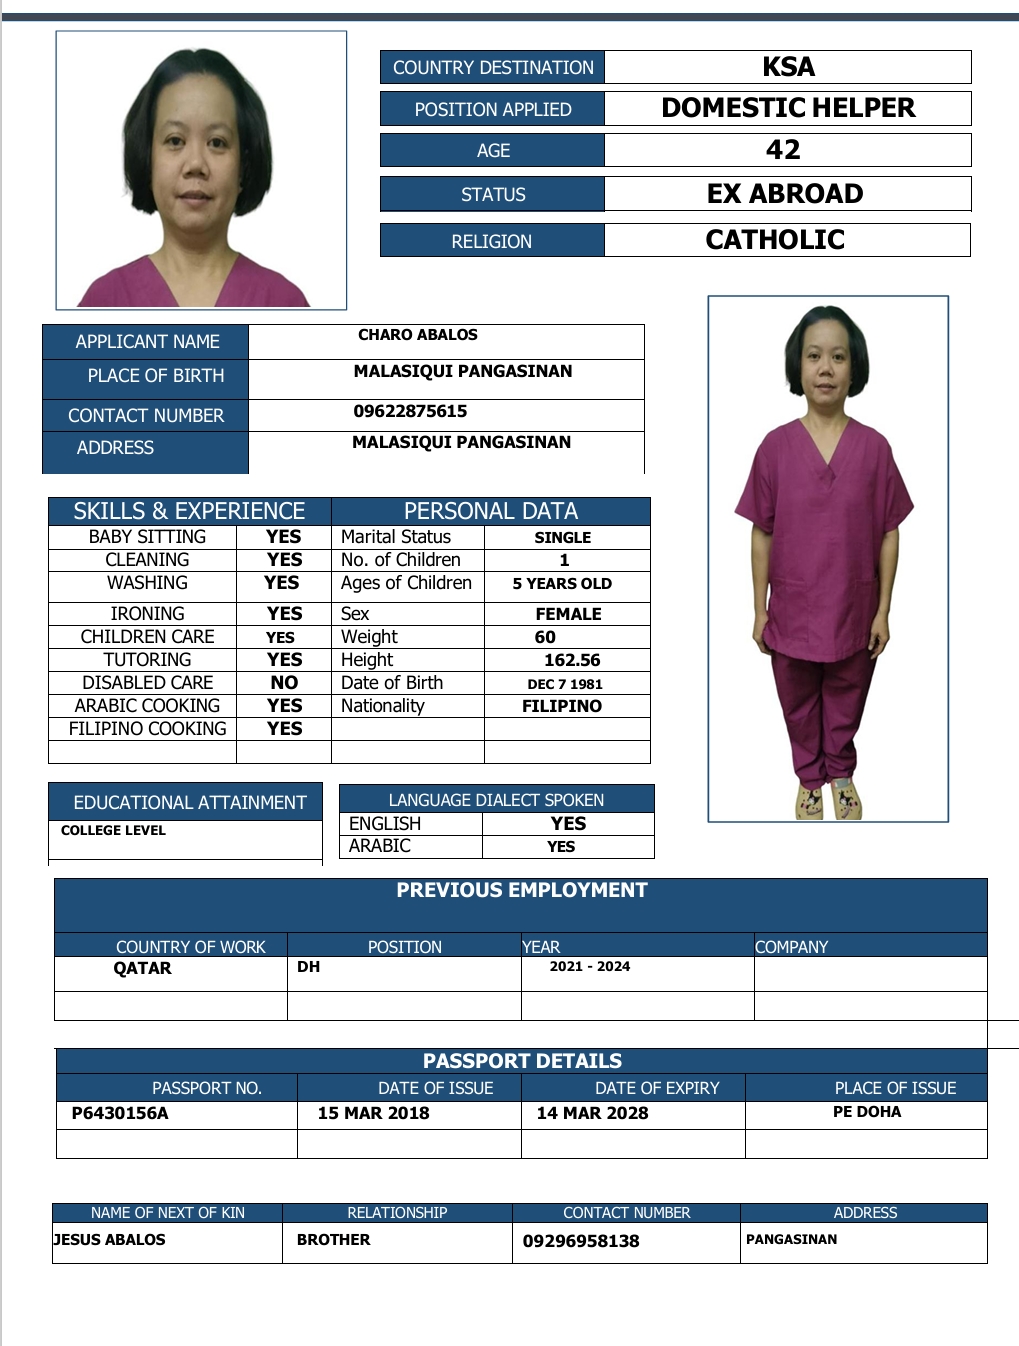 COUNTRY DESTINATION KSA
POSITION APPLIED DOMESTIC HELPER
AGE 42
STATUS EX ABROAD
RELIGION CATHOLIC
APPLICANT NAME CHARO ABALOS
PLACE OF BIRTH MALASIQUI PANGASINAN
CONTACT NUMBER 09622875615
ADDRESS MALASIQUI PANGASINAN
SKILLS & EXPERIENCE PERSONAL DATA
BABY SITTING YES Marital Status SINGLE
CLEANING YES No. of Children 1
WASHING YES Ages of Children 5 YEARS OLD
IRONING YES Sex FEMALE
CHILDREN CARE YES Weight 60
TUTORING YES Height 162.56
DISABLED CARE NO Date of Birth DEC 7 1981
ARABIC COOKING YES Nationality FILIPINO
FILIPINO COOKING YES
EDUCATIONAL ATTAINMENT
COLLEGE LEVEL
LANGUAGE DIALECT SPOKEN
ENGLISH YES
ARABIC YES
PREVIOUS EMPLOYMENT
COUNTRY OF WORK POSITION YEAR COMPANY
QATAR DH 2021 - 2024
PASSPORT DETAILS
PASSPORT NO. DATE OF ISSUE DATE OF EXPIRY PLACE OF ISSUE
P6430156A 15 MAR 2018 14 MAR 2028 PE DOHA
NAME OF NEXT OF KIN RELATIONSHIP CONTACT NUMBER ADDRESS
JESUS ABALOS BROTHER 09296958138 PANGASINAN